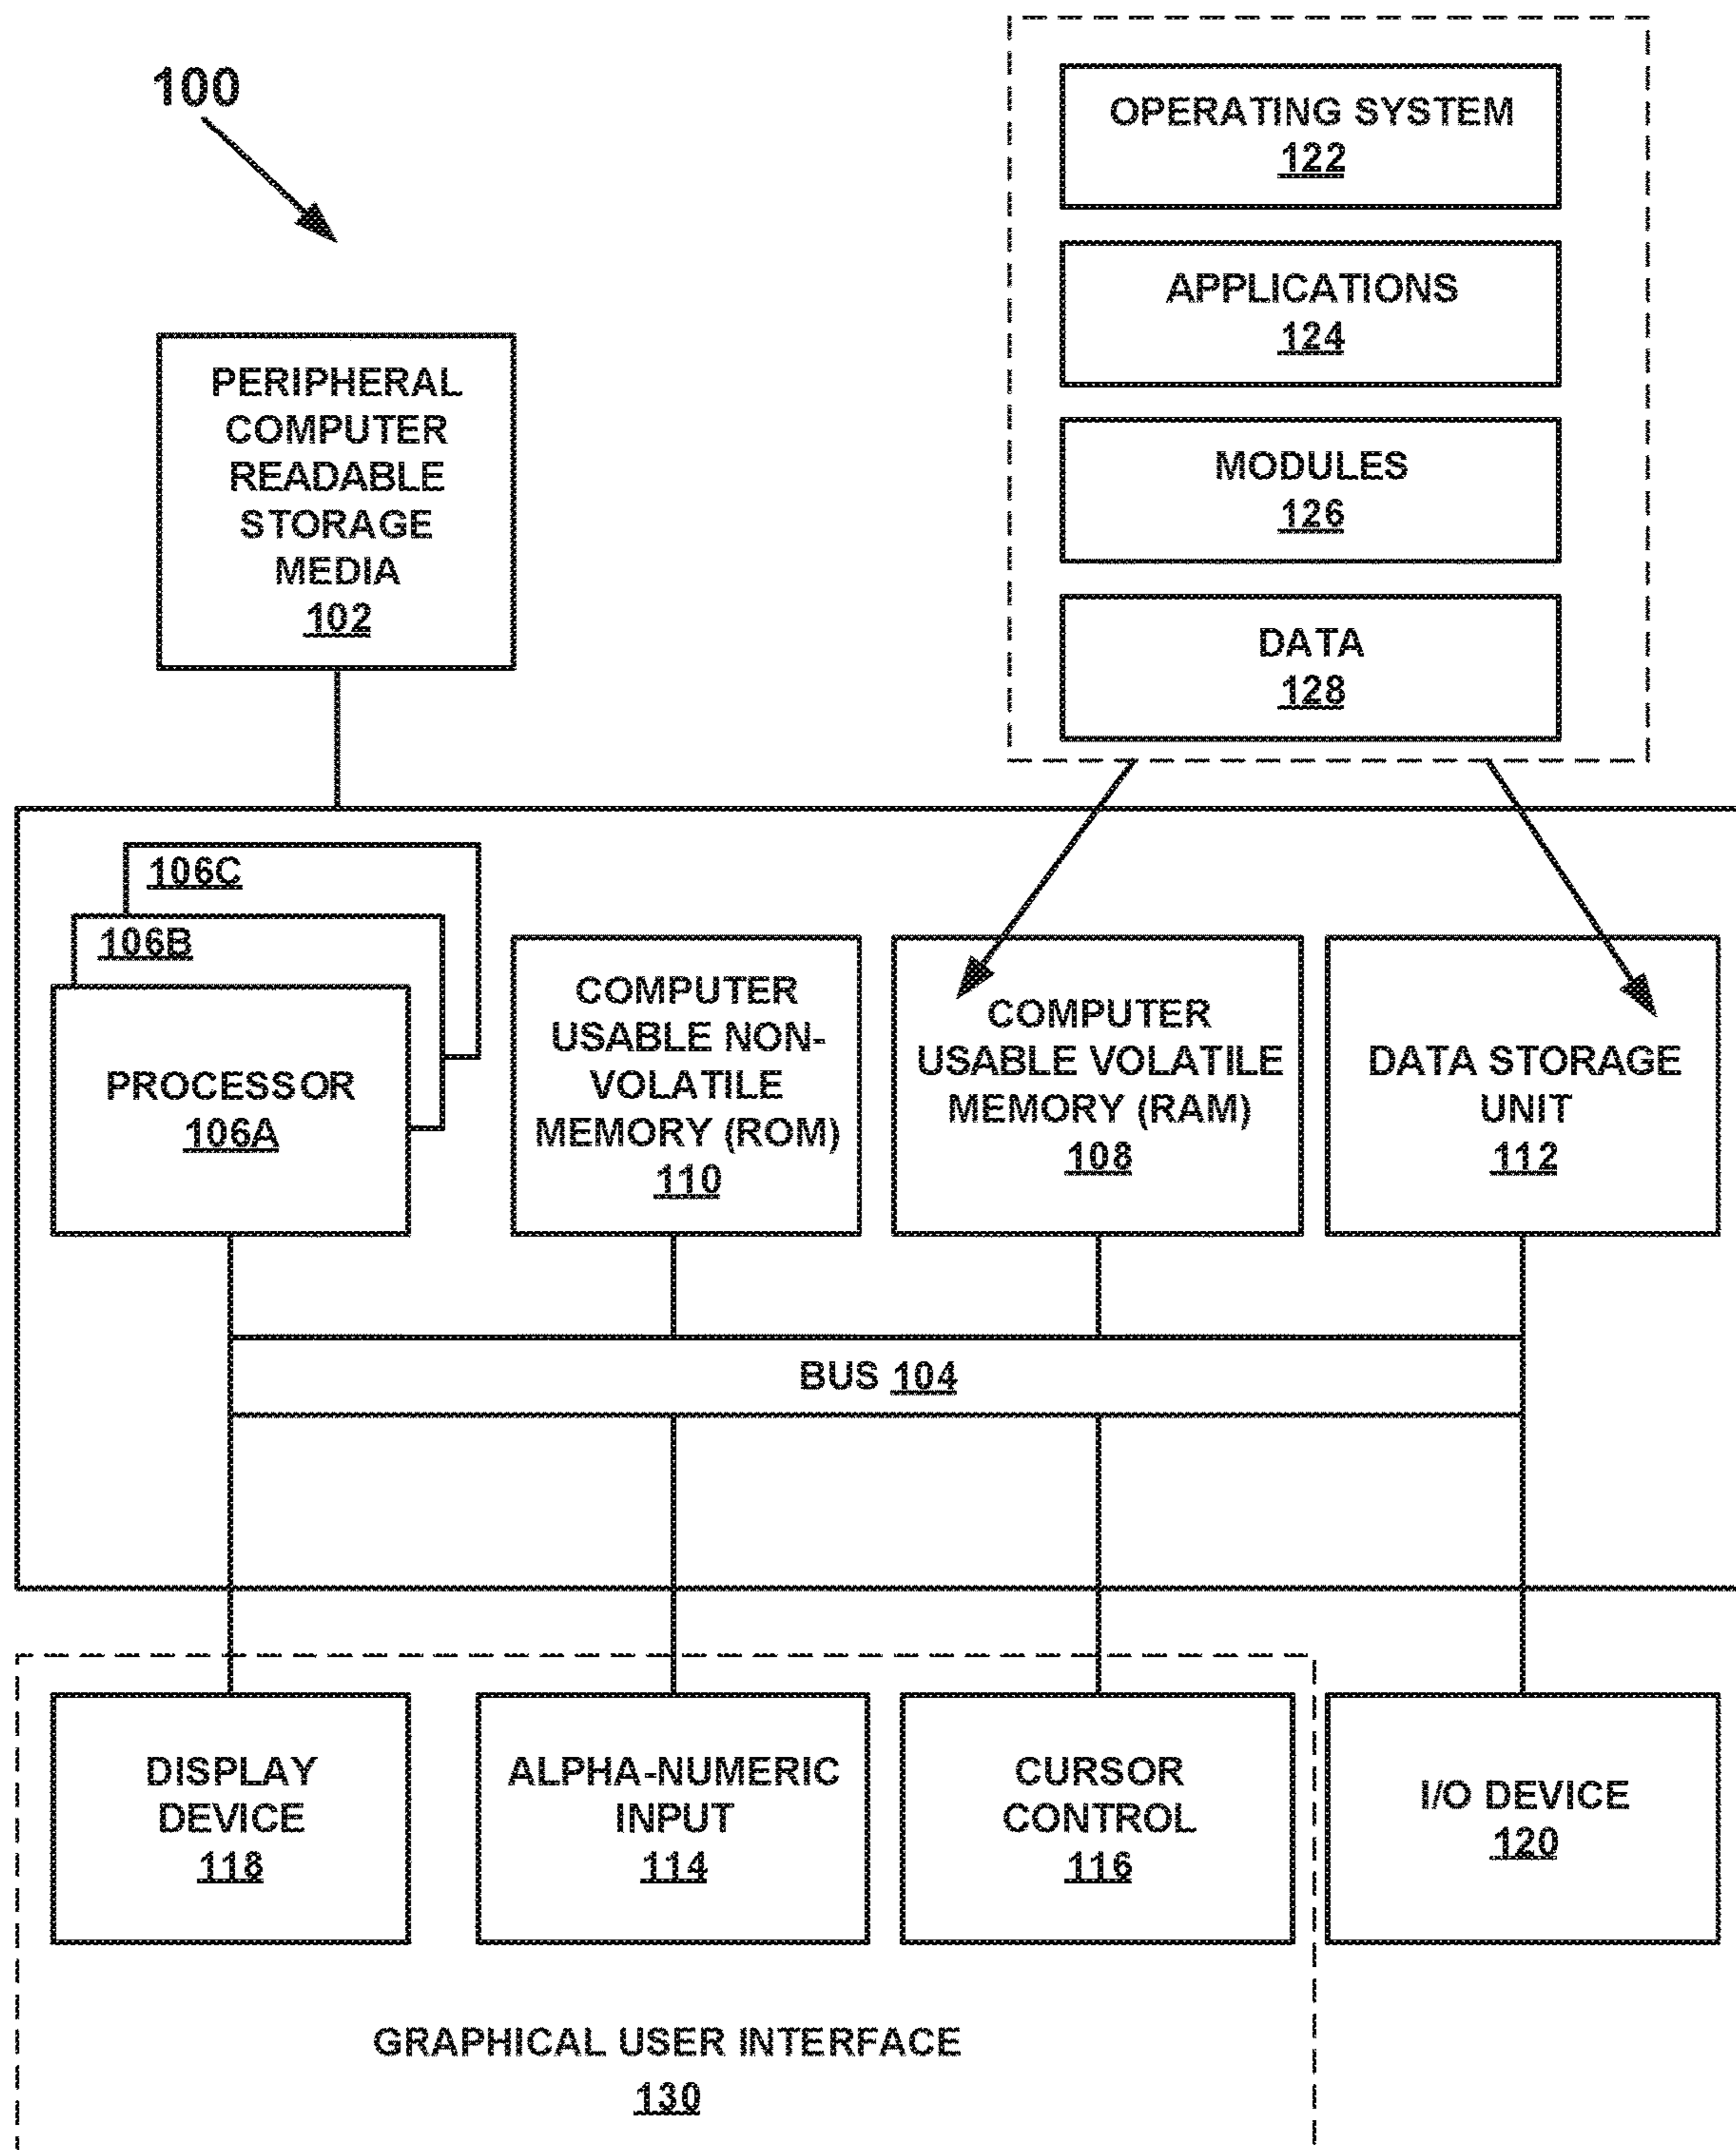 100
OPERATING SYSTEM
122
APPLICATIONS
124
MODULES
126
DATA
128
PERIPHERAL
COMPUTER
READABLE
STORAGE
MEDIA
102
106C
106B
PROCESSOR
106A
COMPUTER
USABLE NON-
VOLATILE
MEMORY (ROM)
110
COMPUTER
USABLE VOLATILE
MEMORY (RAM)
108
DATA STORAGE
UNIT
112
BUS 104
DISPLAY
DEVICE
118
ALPHA-NUMERIC
INPUT
114
CURSOR
CONTROL
116
I/O DEVICE
120
GRAPHICAL USER INTERFACE
130